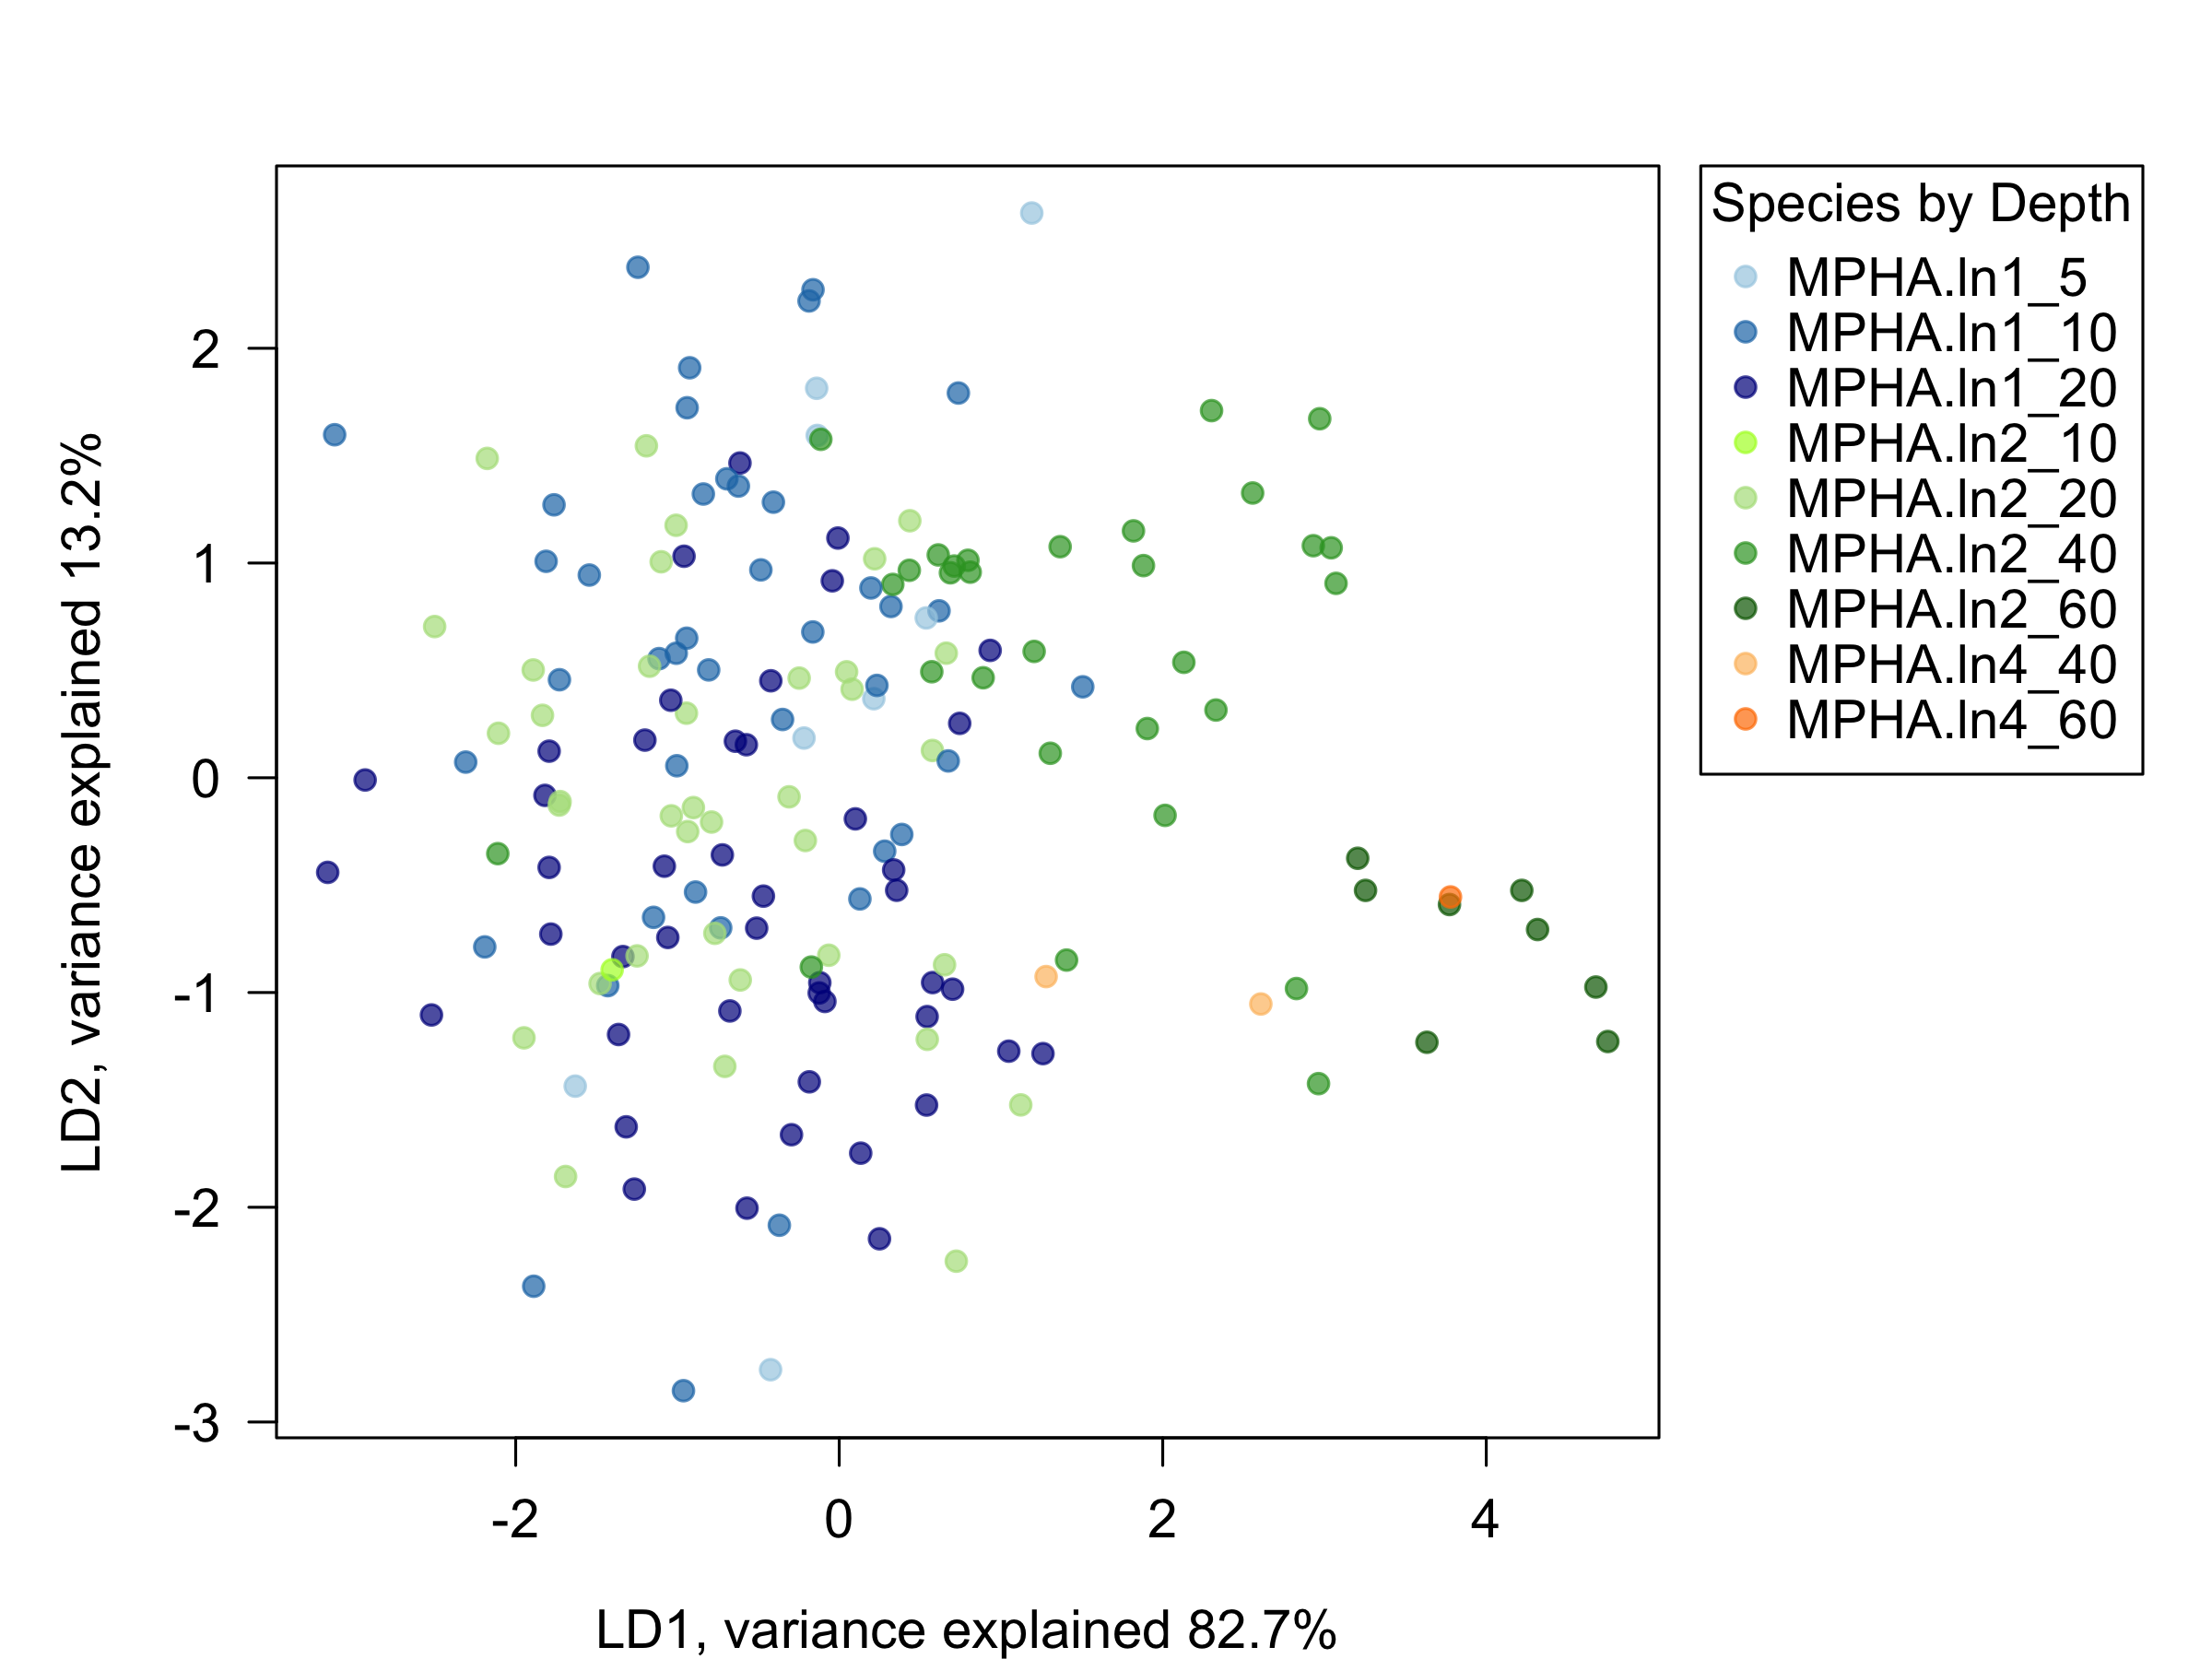 Species by Depth
MPHA.ln1_5
MPHA.ln1_10
MPHA.ln1_20
MPHA.ln2_10
MPHA.ln2_20
MPHA.ln2_40
MPHA.ln2_60
MPHA.ln4_40
MPHA.ln4_60
LD2, variance explained 13.2%
2
1
0
-1
-2
-3
-2 0 2 4
LD1, variance explained 82.7%